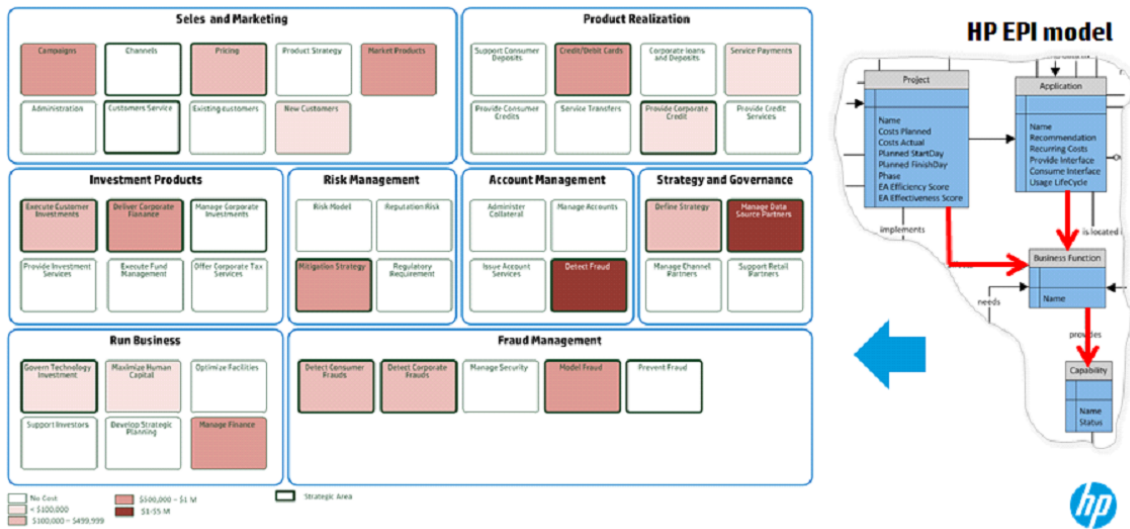 Seles and Marketing
Campaigns
Channels
Pricing
Product Strategy
Market Products
Administration
Customers Service
Existing customers
New Customers
Product Realization
Support Consumer
Deposits
Credit/Debit Cards
Corporate loans
and Deposits
Service Payments
Provide Consumer
Credits
Service Transfers
Provide Corporate
Credit
Provide Credit
Services
HP EPI model
Project
Name
Costs Planned
Costs Actual
Planned StartDay
Planned FinishDay
Phase
EA Efficiency Score
EA Effectiveness Score
Application
Name
Recommendation
Recurring Costs
Provide Interface
Consume Interface
Usage LifeCycle
implements
is located i
Business Function
Name
needs
provides
Capability
Name
Status
Investment Products
Execute Customer
Investments
Deliver Corporate
Fianance
Manage Corporate
Investments
Provide Investment
Services
Execute Fund
Management
Offer Corporate Tax
Services
Risk Management
Risk Model
Reputation Risk
Mitigation Strategy
Regulatory
Requirement
Account Management
Administer
Collateral
Manage Accounts
Issue Account
Services
Detect Fraud
Strategy and Governance
Define Strategy
Manage Data
Source Partners
Manage Channel
Partners
Support Retail
Partners
Run Business
Govern Technology
Investment
Maximize Human
Capital
Optimize Facilities
Support Investors
Develop Strategic
Planning
Manage Finance
Fraud Management
Detect Consumer
Frauds
Detect Corporate
Frauds
Manage Security
Model Fraud
Prevent Fraud
No Cost
< $100,000
$100,000 – $499,999
$500,000 – $1 M
$1-$5 M
Strategic Area
hp